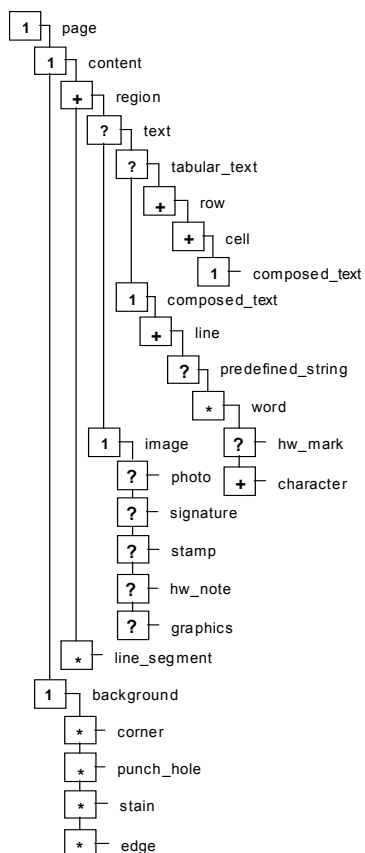 1 page
1 content
+ region
? text
? tabular_text
+ row
+ cell
1 composed_text
1 composed_text
+ line
? predefined_string
* word
1 image ? hw_mark
? photo + character
? signature
? stamp
? hw_note
? graphics
* line_segment
1 background
* corner
* punch_hole
* stain
* edge